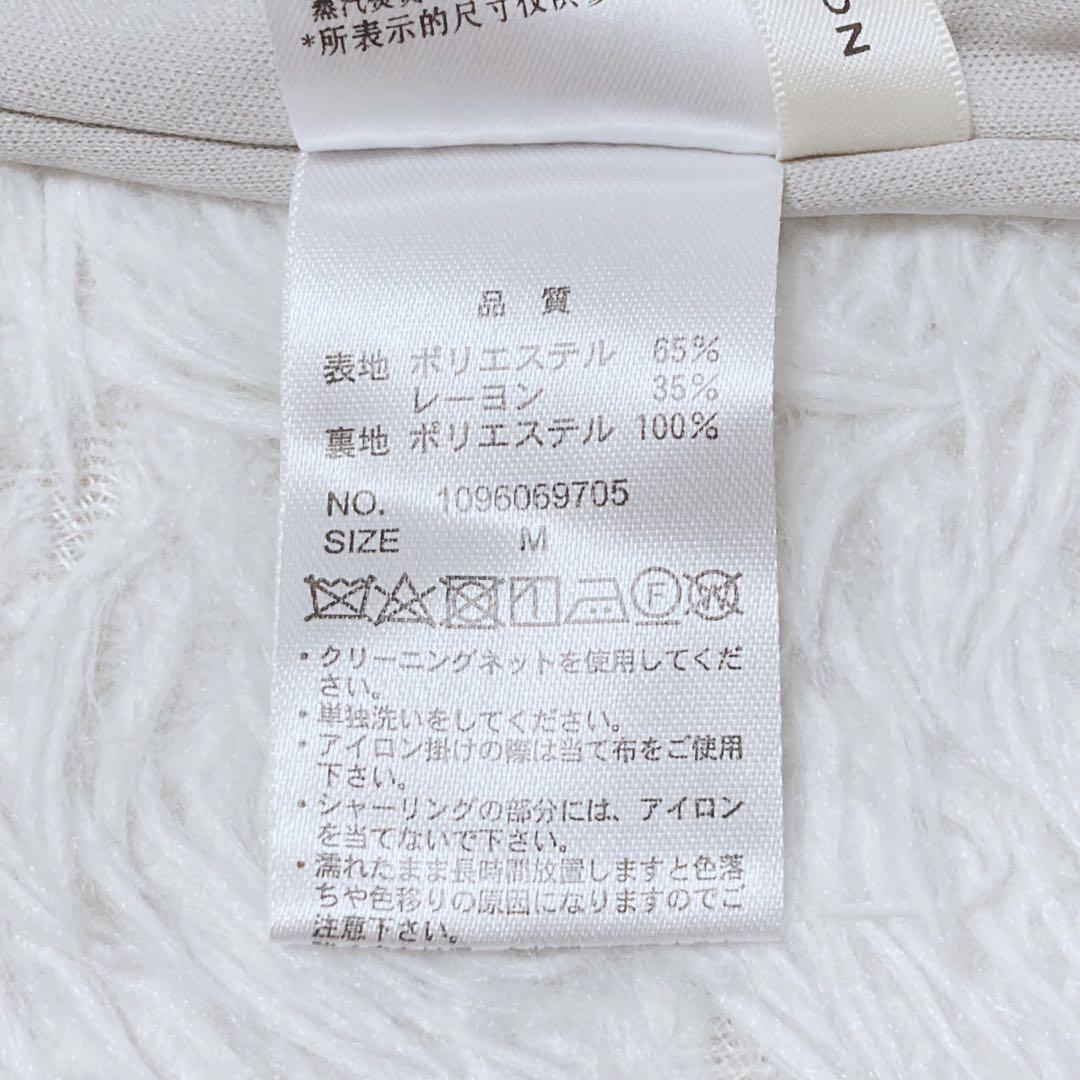 *所表示的尺寸仅供参
品 質
表地 ポリエステル 65%
レーヨン 35%
裏地 ポリエステル 100%
NO. 1096069705
SIZE M
F W
・クリーニングネットを使用してくだ
さい。
・単独洗いをしてください。
・アイロン掛けの際は当て布をご使用
下さい。
・シャーリングの部分には、アイロン
を当てないで下さい。
・濡れたまま長時間放置しますと色落
ちや色移りの原因になりますのでご
注意下さい。